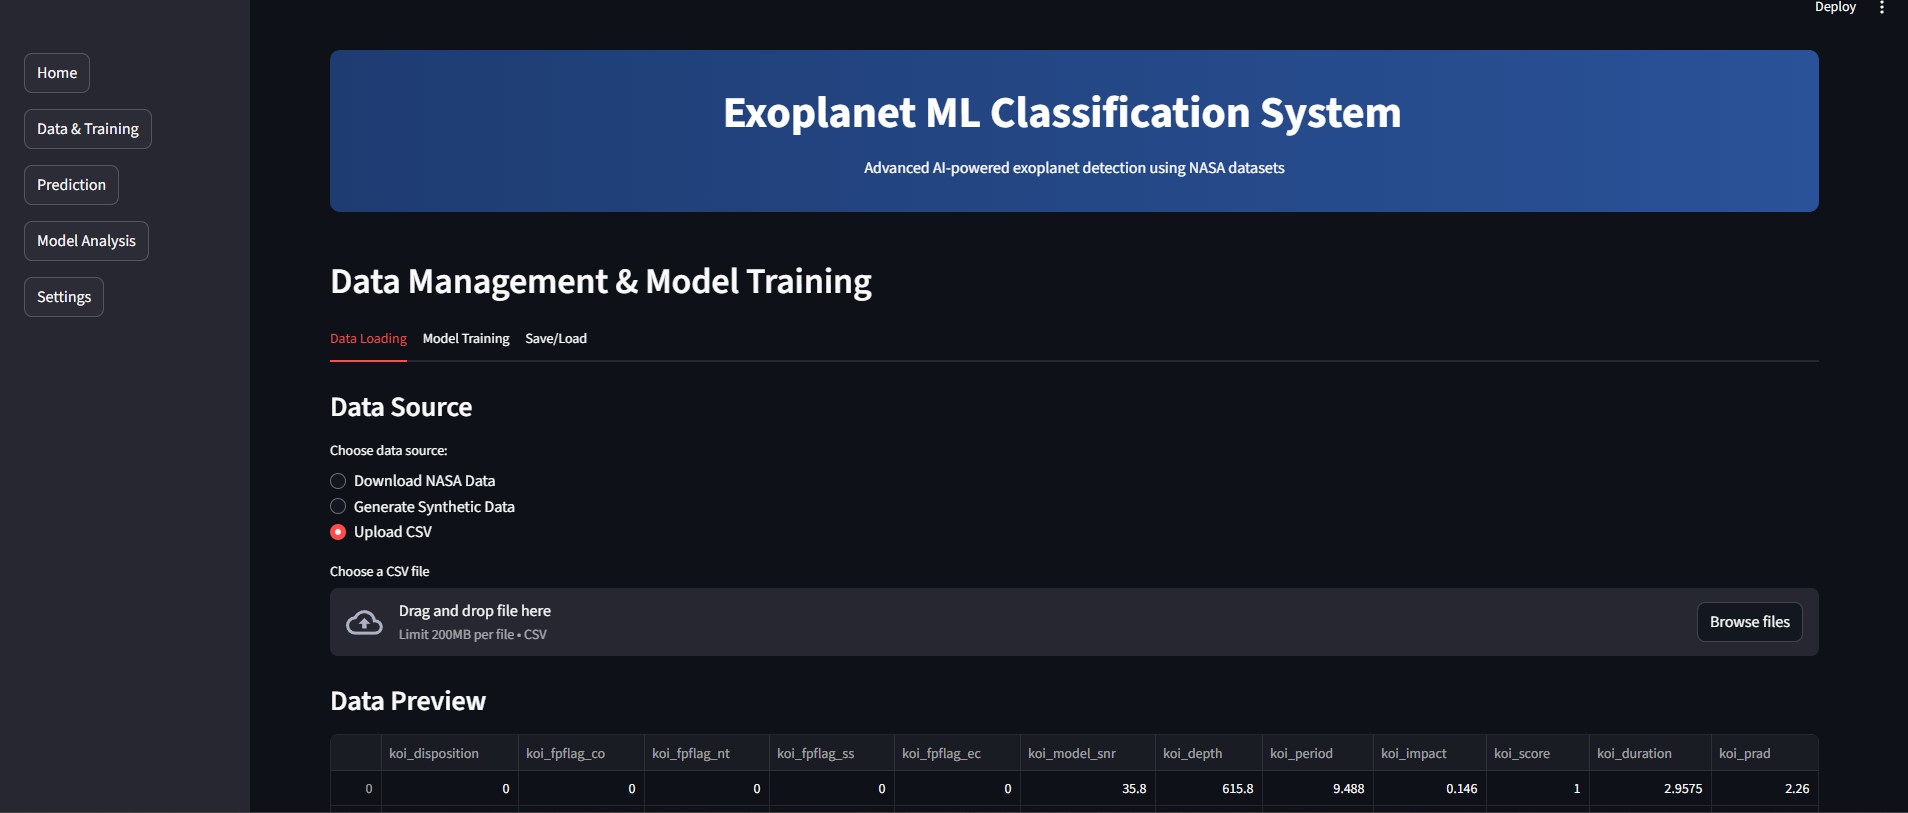 Deploy
Home
Data & Training
Prediction
Model Analysis
Settings
Exoplanet ML Classification System
Advanced AI-powered exoplanet detection using NASA datasets
Data Management & Model Training
Data Loading Model Training Save/Load
Data Source
Choose data source:
Download NASA Data
Generate Synthetic Data
Upload CSV
Choose a CSV file
Drag and drop file here
Limit 200MB per file • CSV
Browse files
Data Preview
koi_disposition koi_fpflag_co koi_fpflag_nt koi_fpflag_ss koi_fpflag_ec koi_model_snr koi_depth koi_period koi_impact koi_score koi_duration koi_prad
0 0 0 0 0 0 35.8 615.8 9.488 0.146 1 2.9575 2.26